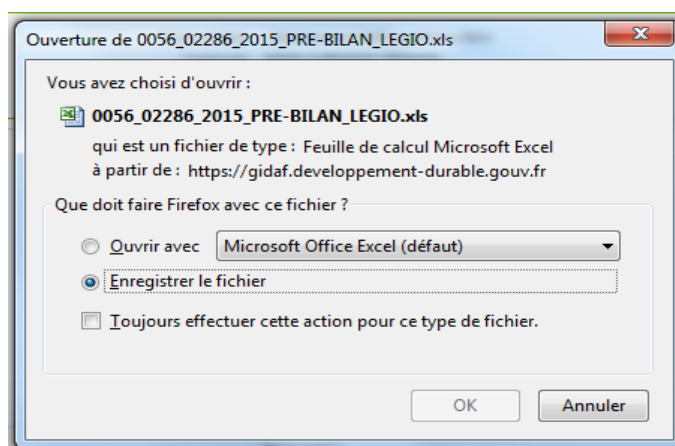 Ouverture de 0056_02286_2015_PRE-BILAN_LEGIO.xls
Vous avez choisi d'ouvrir :
0056_02286_2015_PRE-BILAN_LEGIO.xls
qui est un fichier de type : Feuille de calcul Microsoft Excel
à partir de : https://gidaf.developpement-durable.gouv.fr
Que doit faire Firefox avec ce fichier ?
Ouvrir avec Microsoft Office Excel (défaut)
Enregistrer le fichier
Toujours effectuer cette action pour ce type de fichier.
OK Annuler